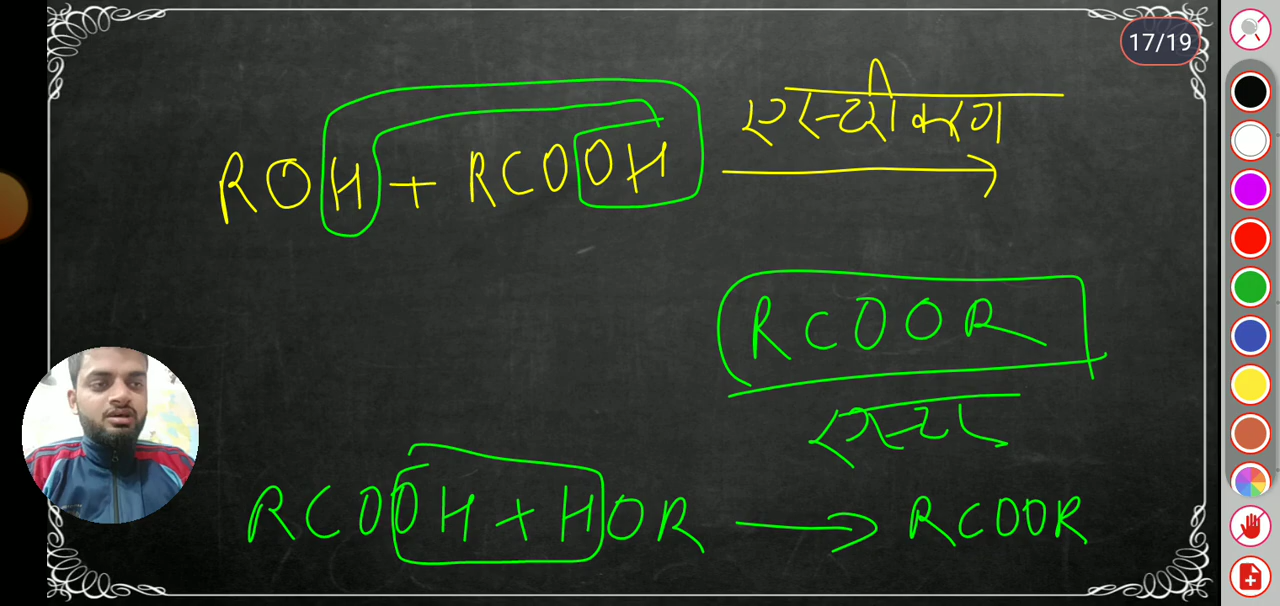 17/19
ROH + RCOOH एस्टरीकरण →
RCOOR
एस्टर
RCOOH + HOR → RCOOR